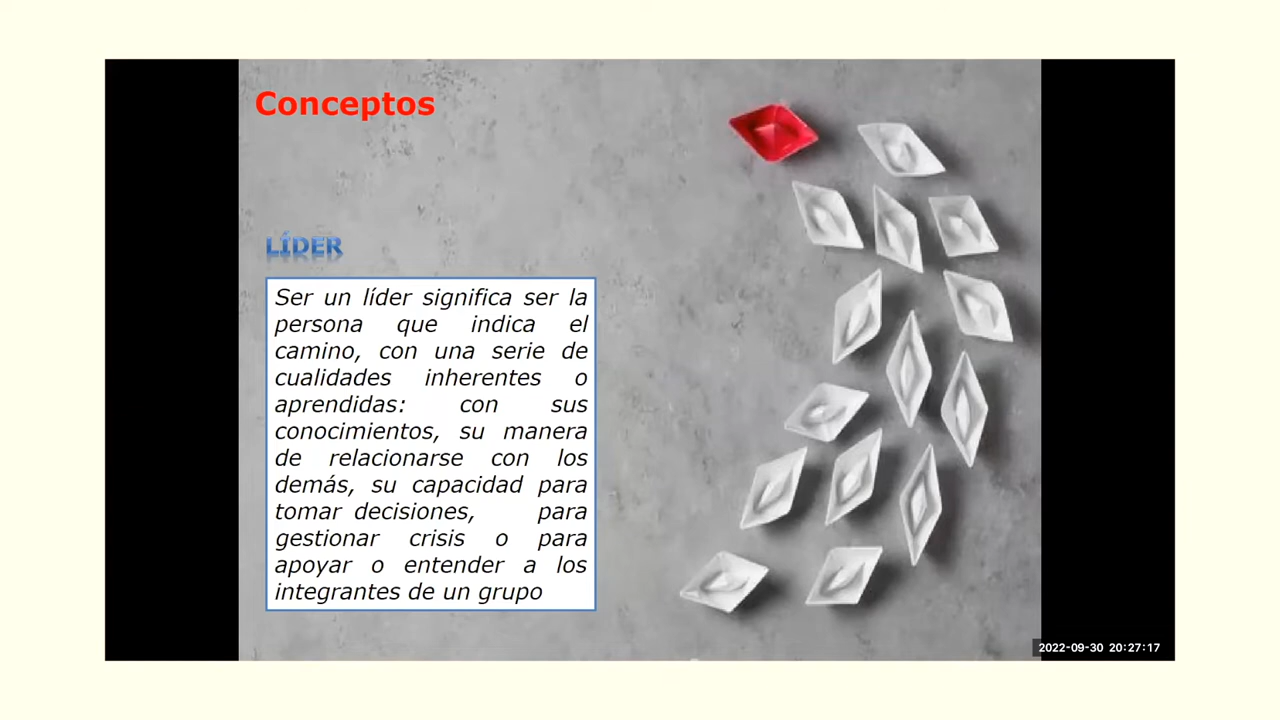 Conceptos
LÍDER
Ser un líder significa ser la
persona que indica el
camino, con una serie de
cualidades inherentes o
aprendidas: con sus
conocimientos, su manera
de relacionarse con los
demás, su capacidad para
tomar decisiones, para
gestionar crisis o para
apoyar o entender a los
integrantes de un grupo
2022-09-30 20:27:17